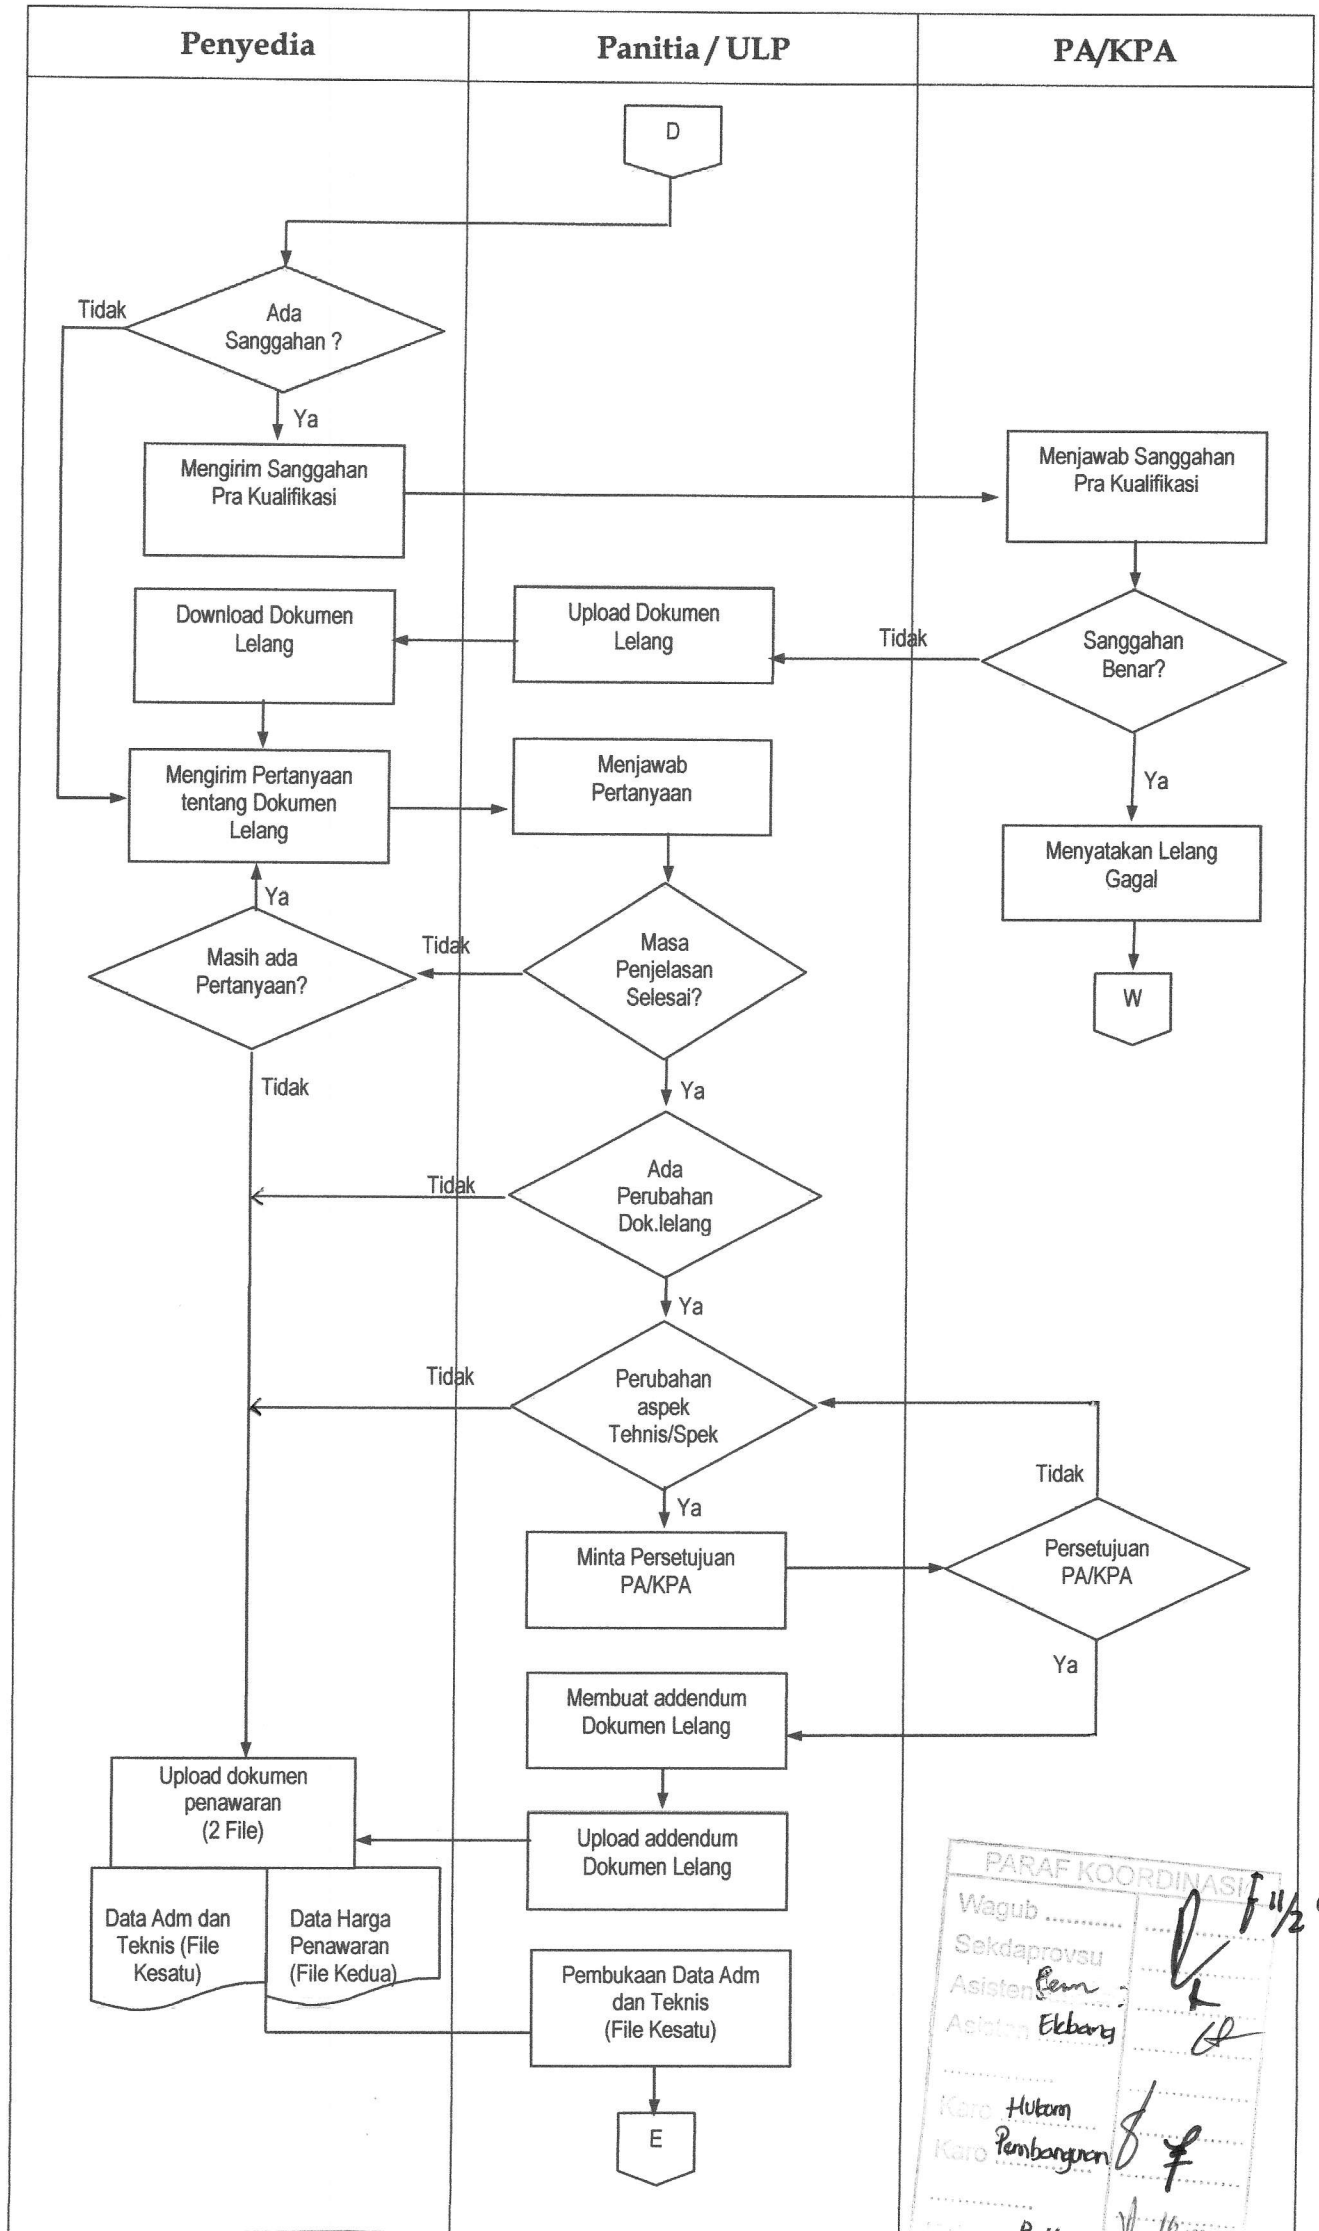 Penyedia
Panitia / ULP
PA/KPA
D
Ada
Sanggahan ?
Tidak
Ya
Mengirim Sanggahan
Pra Kualifikasi
Menjawab Sanggahan
Pra Kualifikasi
Download Dokumen
Lelang
Upload Dokumen
Lelang
Tidak
Sanggahan
Benar?
Ya
Mengirim Pertanyaan
tentang Dokumen
Lelang
Menjawab
Pertanyaan
Menyatakan Lelang
Gagal
W
Ya
Masih ada
Pertanyaan?
Tidak
Masa
Penjelasan
Selesai?
Tidak
Ya
Ada
Perubahan
Dok.lelang
Tidak
Ya
Perubahan
aspek
Tehnis/Spek
Tidak
Ya
Tidak
Minta Persetujuan
PA/KPA
Persetujuan
PA/KPA
Ya
Membuat addendum
Dokumen Lelang
Upload dokumen
penawaran
(2 File)
Upload addendum
Dokumen Lelang
Data Adm dan
Teknis (File
Kesatu)
Data Harga
Penawaran
(File Kedua)
Pembukaan Data Adm
dan Teknis
(File Kesatu)
E
PARAF KOORDINASI
Wagub ..........
Sekdaprovsu
Asisten
Asisten Ekbang
Karo Hukum
Karo Pembangunan